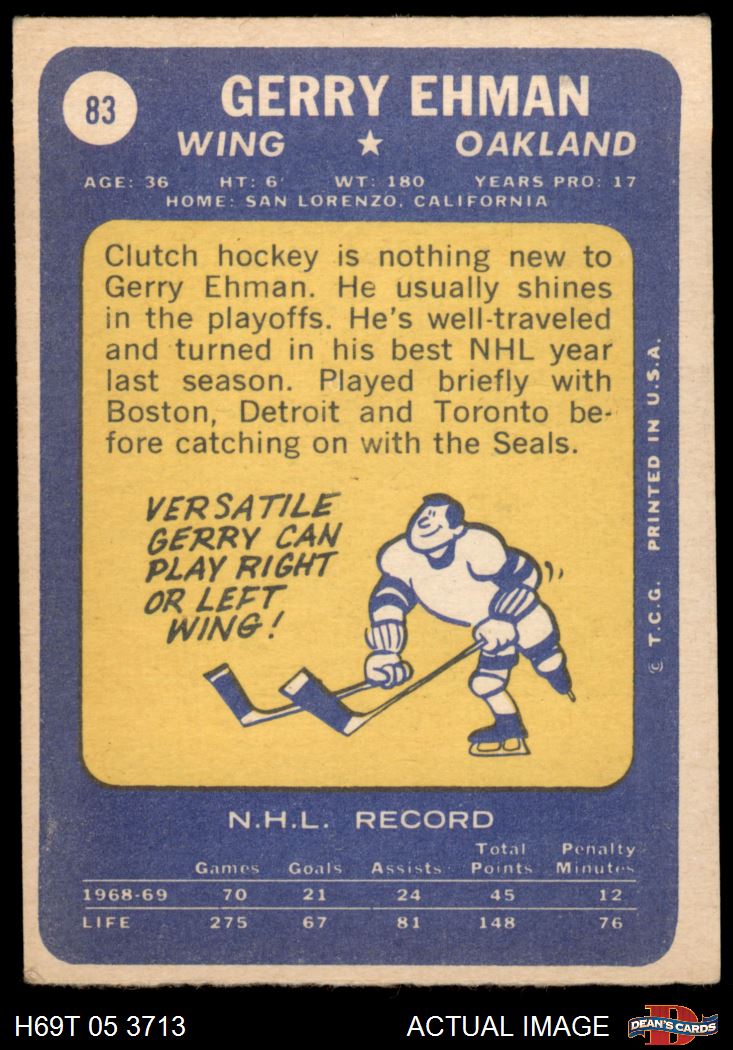 83
GERRY EHMAN
WING ★ OAKLAND
AGE: 36 HT: 6' WT: 180 YEARS PRO: 17
HOME: SAN LORENZO, CALIFORNIA
Clutch hockey is nothing new to
Gerry Ehman. He usually shines
in the playoffs. He's well-traveled
and turned in his best NHL year
last season. Played briefly with
Boston, Detroit and Toronto be-
fore catching on with the Seals.
VERSATILE
GERRY CAN
PLAY RIGHT
OR LEFT
WING!
© T.C.G. PRINTED IN U.S.A.
N.H.L. RECORD
Games Goals Assists Total Points Penalty Minutes
1968-69 70 21 24 45 12
LIFE 275 67 81 148 76
H69T 05 3713 ACTUAL IMAGE
D
DEAN'S CARDS